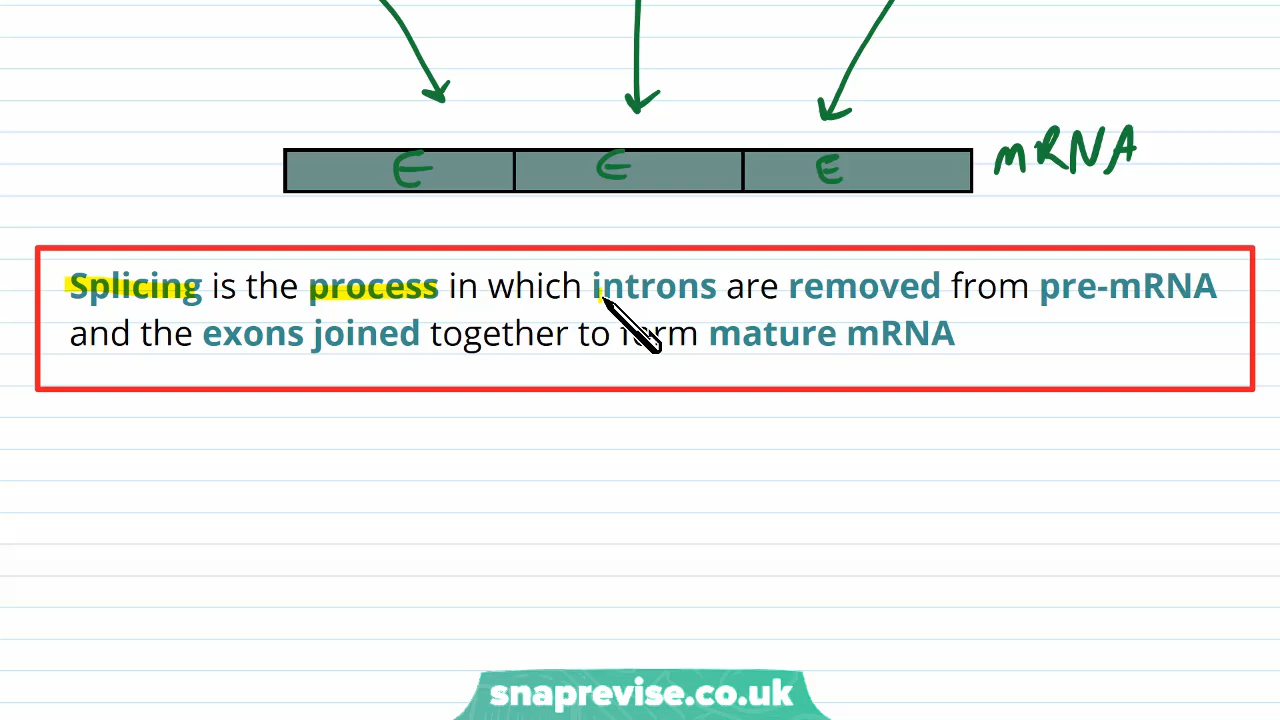 mRNA
E E E
Splicing is the process in which introns are removed from pre-mRNA
and the exons joined together to form mature mRNA
snaprevise.co.uk